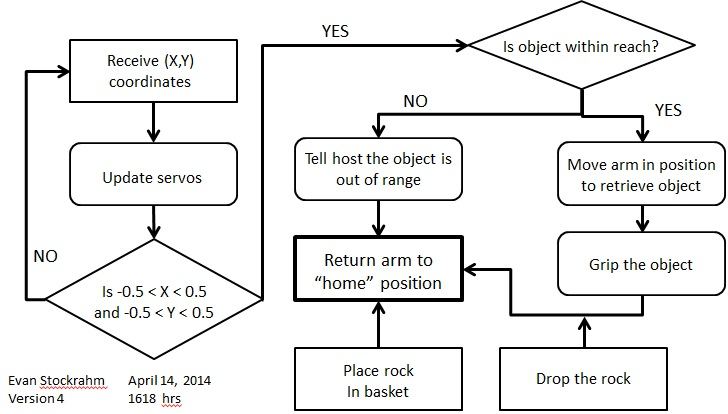 Receive (X,Y)
coordinates
Update servos
NO
Is -0.5 < X < 0.5
and -0.5 < Y < 0.5
YES
Is object within reach?
NO
YES
Tell host the object is
out of range
Move arm in position
to retrieve object
Return arm to
“home” position
Grip the object
Place rock
In basket
Drop the rock
Evan Stockrahm April 14, 2014
Version 4 1618 hrs